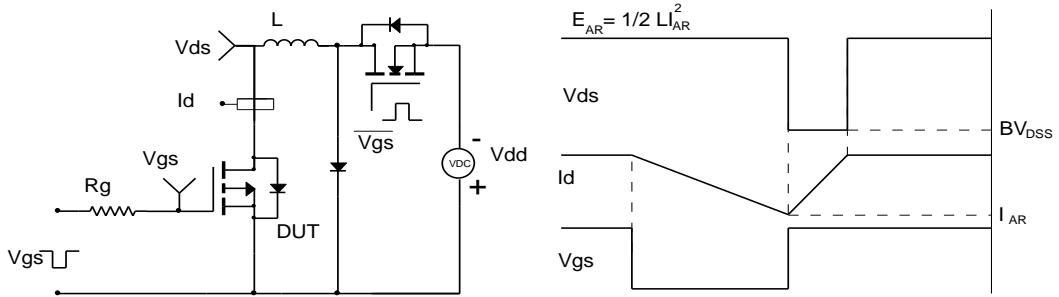 L
Vds
Id
Vgs
Rg
DUT
Vgs
Vgs
VDC
-
+
Vdd
E_AR = 1/2 LI_AR^2
Vds
BV_DSS
Id
I_AR
Vgs